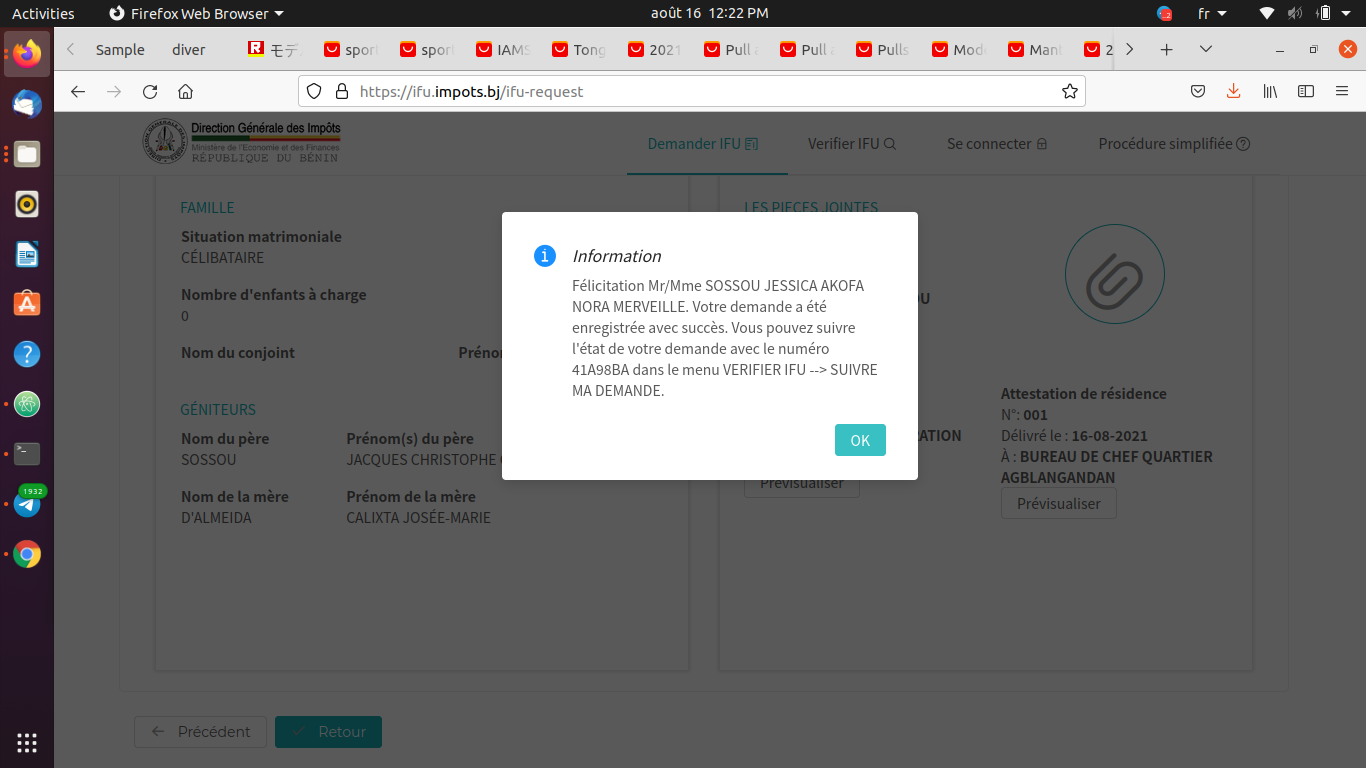 Activities
Firefox Web Browser
août 16 12:22 PM
fr
Sample
diver
モデ
sport
sport
IAMS
Tong
2021
Pull a
Pull a
Pulls
Mode
Mant
2
https://ifu.impots.bj/ifu-request
Direction Générale des Impôts
Ministère de l'Economie et des Finances
RÉPUBLIQUE DU BÉNIN
Demander IFU
Verifier IFU
Se connecter
Procédure simplifiée
FAMILLE
Situation matrimoniale
CÉLIBATAIRE
Nombre d'enfants à charge
0
Nom du conjoint
Préno
GÉNITEURS
Nom du père
Prénom(s) du père
SOSSOU
JACQUES CHRISTOPHE
Nom de la mère
Prénom de la mère
D'ALMEIDA
CALIXTA JOSÉE-MARIE
LES PIECES JOINTES
OU
RATION
Prévisualiser
Attestation de résidence
N°: 001
Délivré le : 16-08-2021
À : BUREAU DE CHEF QUARTIER
AGBLANGANDAN
Prévisualiser
Information
Félicitation Mr/Mme SOSSOU JESSICA AKOFA
NORA MERVEILLE. Votre demande a été
enregistrée avec succès. Vous pouvez suivre
l'état de votre demande avec le numéro
41A98BA dans le menu VERIFIER IFU --> SUIVRE
MA DEMANDE.
OK
Précédent
Retour
1932